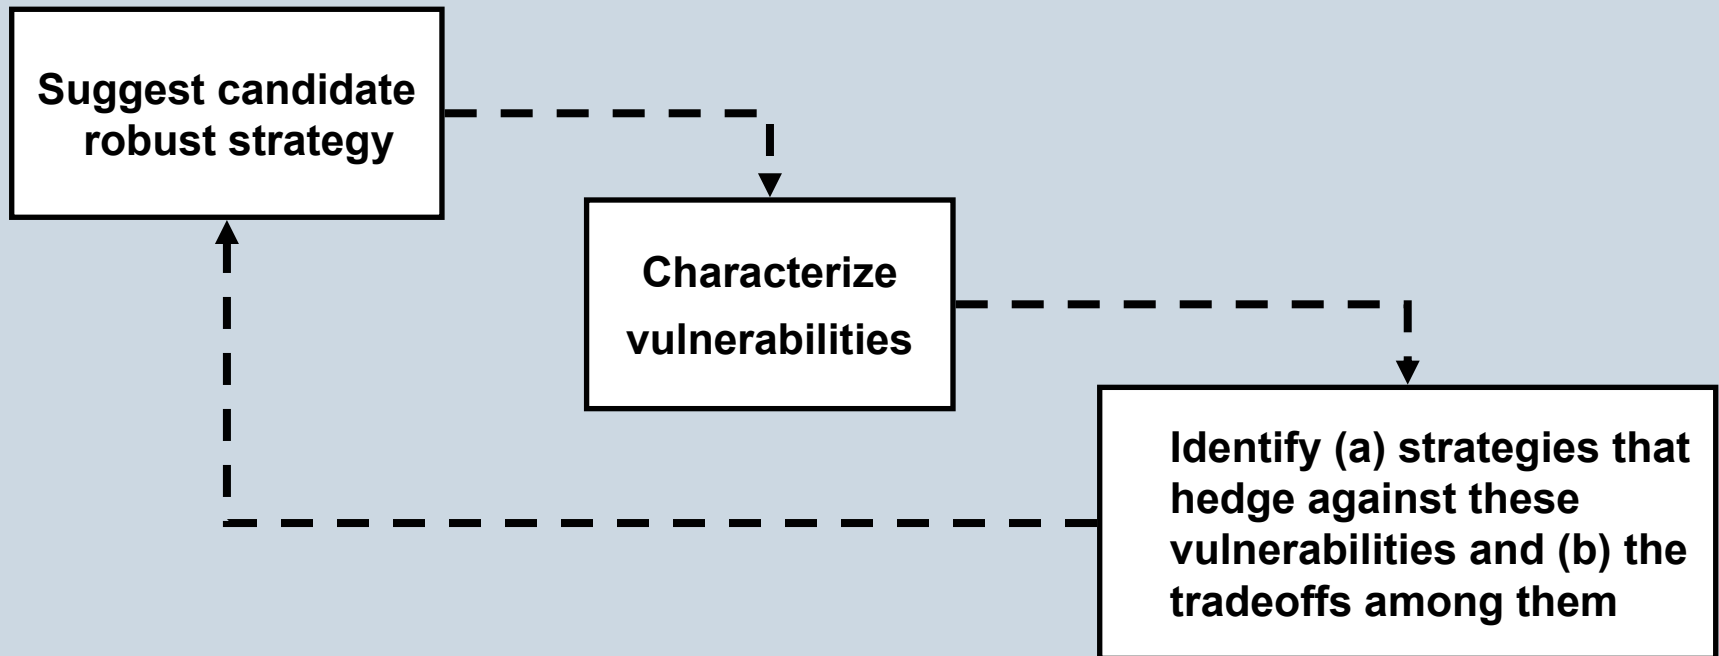 Suggest candidate
robust strategy
Characterize
vulnerabilities
Identify (a) strategies that
hedge against these
vulnerabilities and (b) the
tradeoffs among them